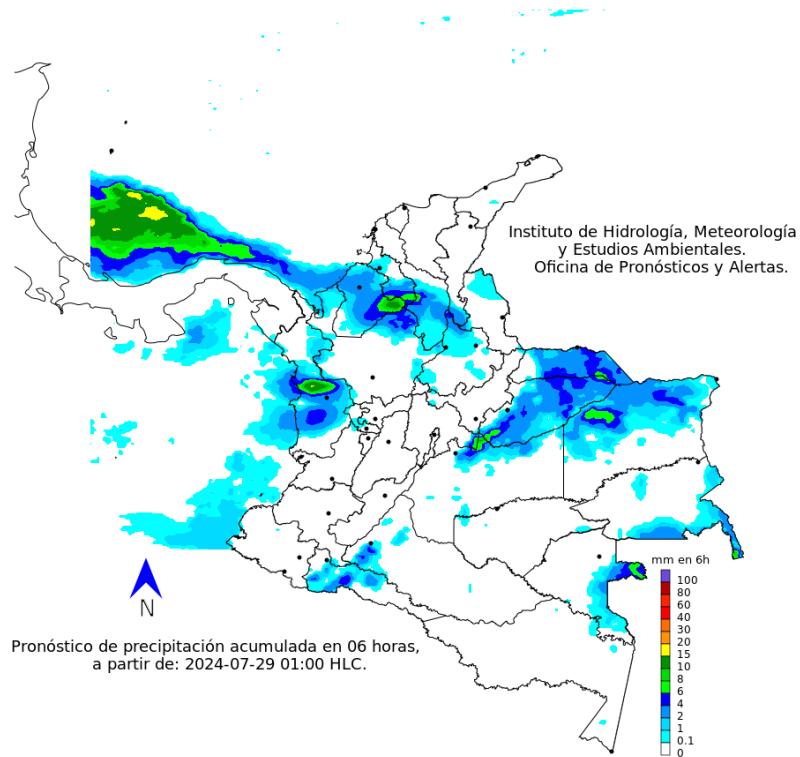 Instituto de Hidrología, Meteorología
y Estudios Ambientales.
Oficina de Pronósticos y Alertas.
mm en 6h
100
80
60
40
30
20
15
10
8
6
4
2
1
0.1
0
N
Pronóstico de precipitación acumulada en 06 horas,
a partir de: 2024-07-29 01:00 HLC.